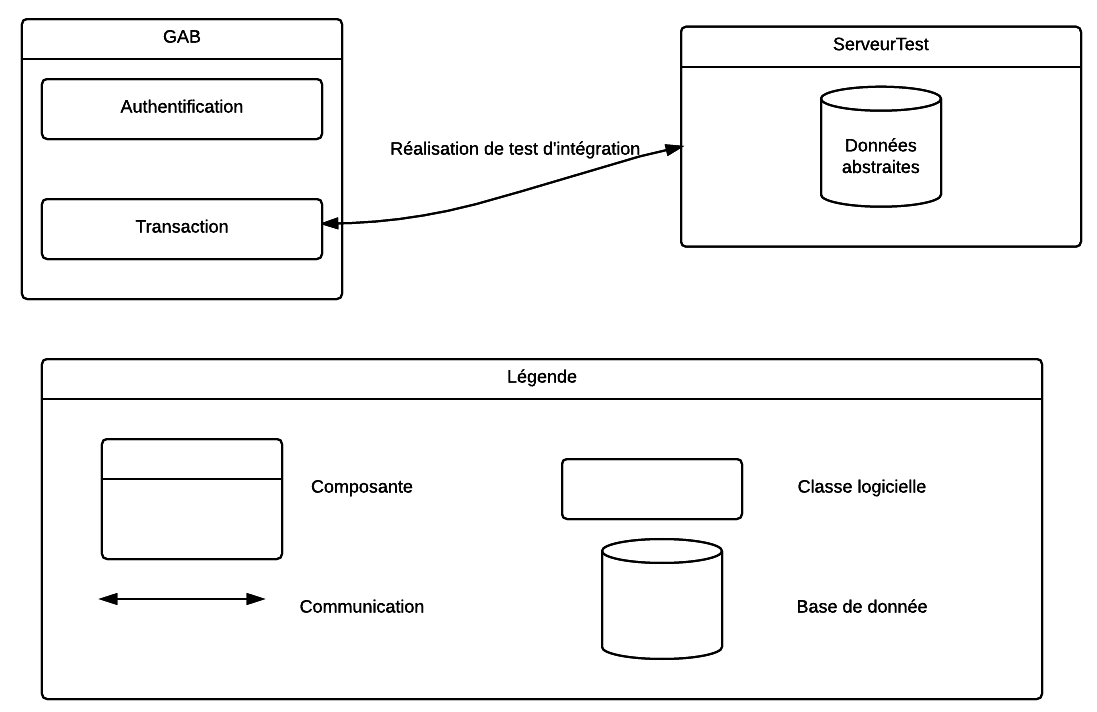 GAB
Authentification
Transaction
Réalisation de test d'intégration
ServeurTest
Données
abstraites
Légende
Composante
Classe logicielle
Communication
Base de donnée